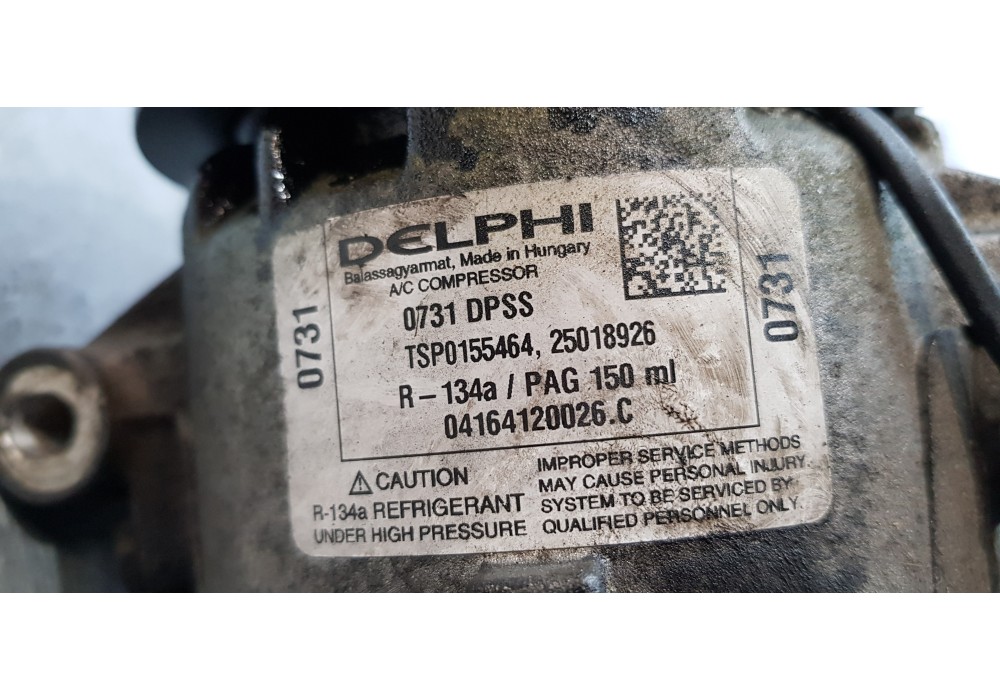 DELPHI
Balassagyarmat, Made in Hungary
A/C COMPRESSOR
0731 DPSS
TSP0155464, 25018926
R-134a / PAG 150 ml
04164120026.C
0731
0731
⚠ CAUTION
R-134a REFRIGERANT
UNDER HIGH PRESSURE
IMPROPER SERVICE METHODS
MAY CAUSE PERSONAL INJURY.
SYSTEM TO BE SERVICED BY
QUALIFIED PERSONNEL ONLY.